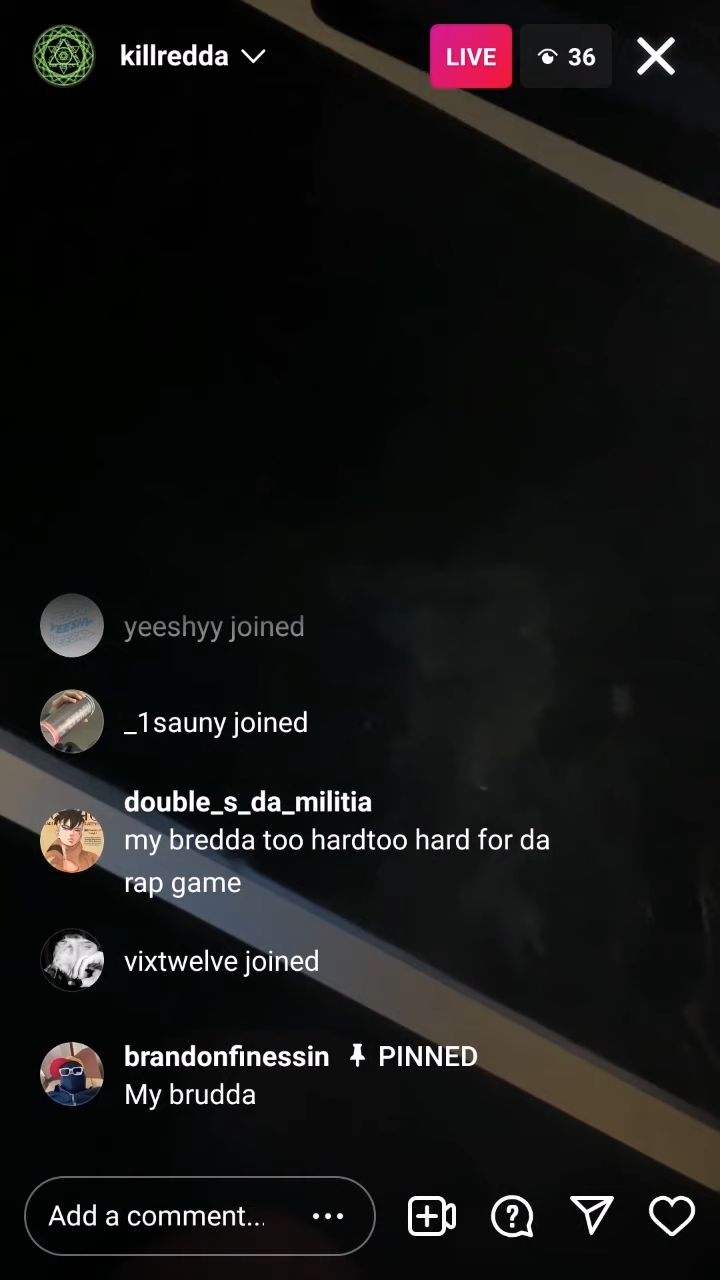 killredda
LIVE
36
yeeshyy joined
_1sauny joined
double_s_da_militia
my bredda too hardtoo hard for da
rap game
vixtwelve joined
brandonfinessin PINNED
My brudda
Add a comment...